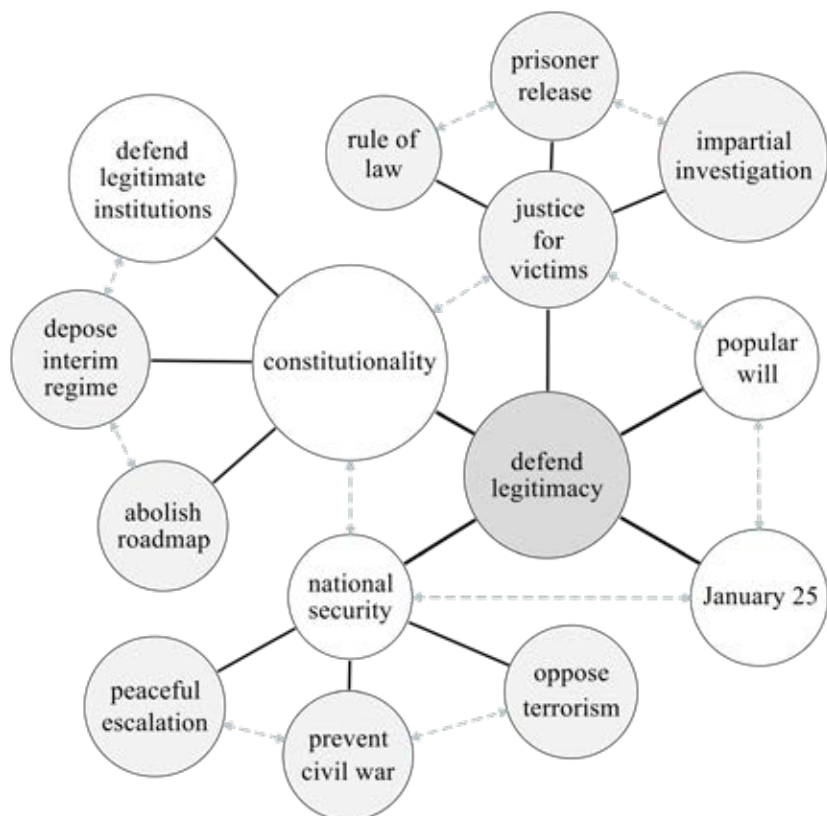 prisoner
release
rule of
law
impartial
investigation
defend
legitimate
institutions
justice
for
victims
depose
interim
regime
constitutionality
popular
will
defend
legitimacy
abolish
roadmap
national
security
January 25
peaceful
escalation
oppose
terrorism
prevent
civil war